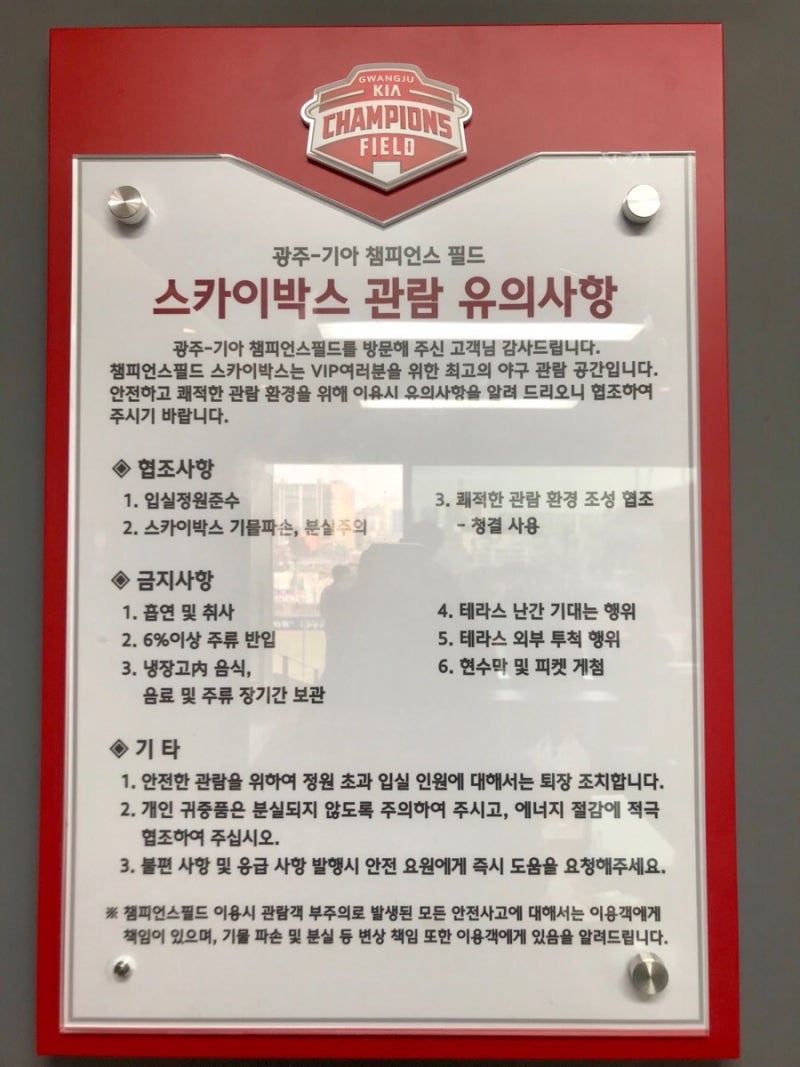 GWANGJU
KIA
CHAMPIONS
FIELD
광주-기아 챔피언스 필드
스카이박스 관람 유의사항
광주-기아 챔피언스필드를 방문해 주신 고객님 감사드립니다.
챔피언스필드 스카이박스는 VIP여러분을 위한 최고의 야구 관람 공간입니다.
안전하고 쾌적한 관람 환경을 위해 이용시 유의사항을 알려 드리오니 협조하여
주시기 바랍니다.
◈ 협조사항
1. 입실정원준수
2. 스카이박스 기물파손, 분실주의
3. 쾌적한 관람 환경 조성 협조
- 청결 사용
◈ 금지사항
1. 흡연 및 취사
2. 6%이상 주류 반입
3. 냉장고內 음식,
음료 및 주류 장기간 보관
4. 테라스 난간 기대는 행위
5. 테라스 외부 투척 행위
6. 현수막 및 피켓 게첨
◈ 기 타
1. 안전한 관람을 위하여 정원 초과 입실 인원에 대해서는 퇴장 조치합니다.
2. 개인 귀중품은 분실되지 않도록 주의하여 주시고, 에너지 절감에 적극
협조하여 주십시오.
3. 불편 사항 및 응급 사항 발행시 안전 요원에게 즉시 도움을 요청해주세요.
※ 챔피언스필드 이용시 관람객 부주의로 발생된 모든 안전사고에 대해서는 이용객에게
책임이 있으며, 기물 파손 및 분실 등 변상 책임 또한 이용객에게 있음을 알려드립니다.